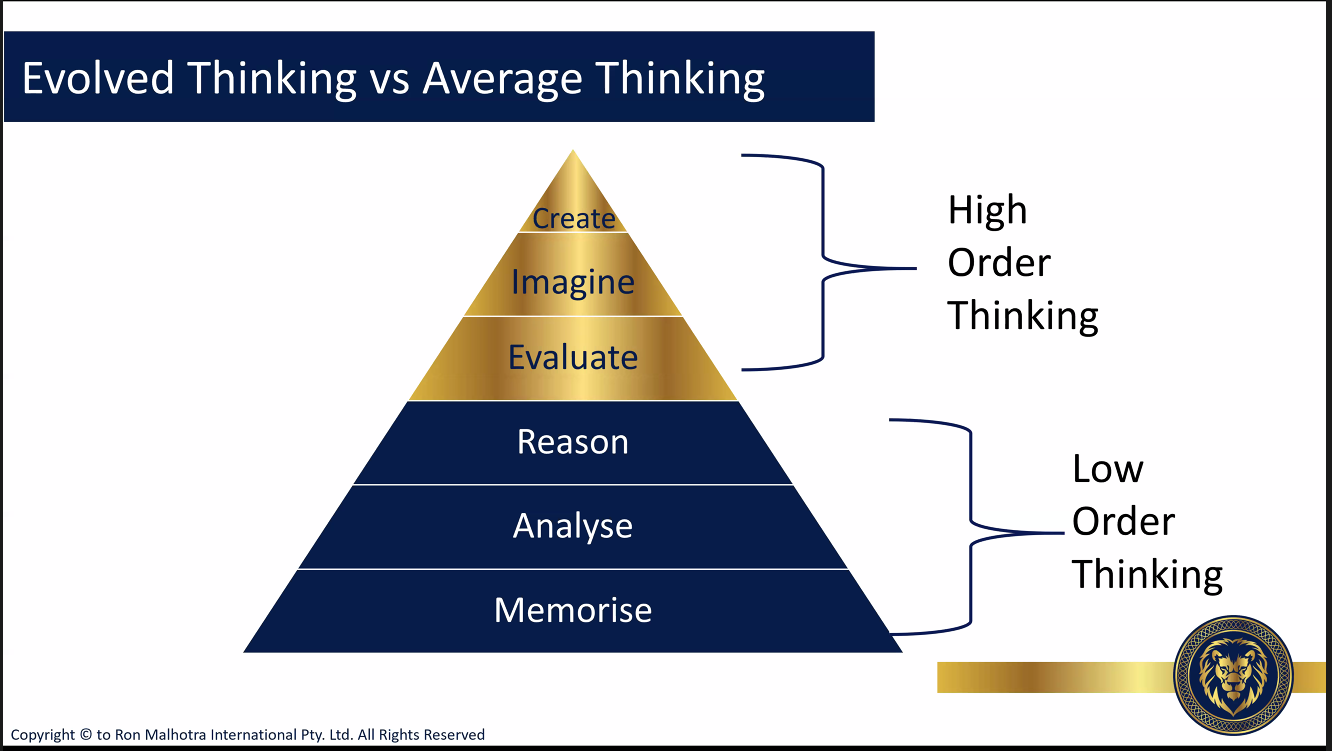 Evolved Thinking vs Average Thinking
Create
Imagine
Evaluate
Reason
Analyse
Memorise
High
Order
Thinking
Low
Order
Thinking
Copyright © to Ron Malhotra International Pty. Ltd. All Rights Reserved